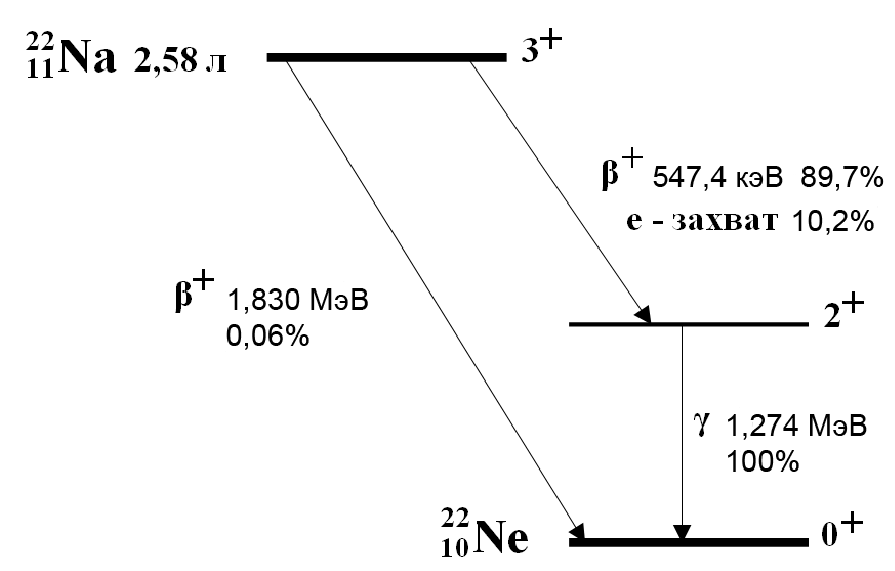 ²²₁₁Na 2,58 л
3⁺
β⁺ 547,4 кэВ 89,7%
е - захват 10,2%
β⁺ 1,830 МэВ
0,06%
2⁺
γ 1,274 МэВ
100%
²²₁₀Ne
0⁺